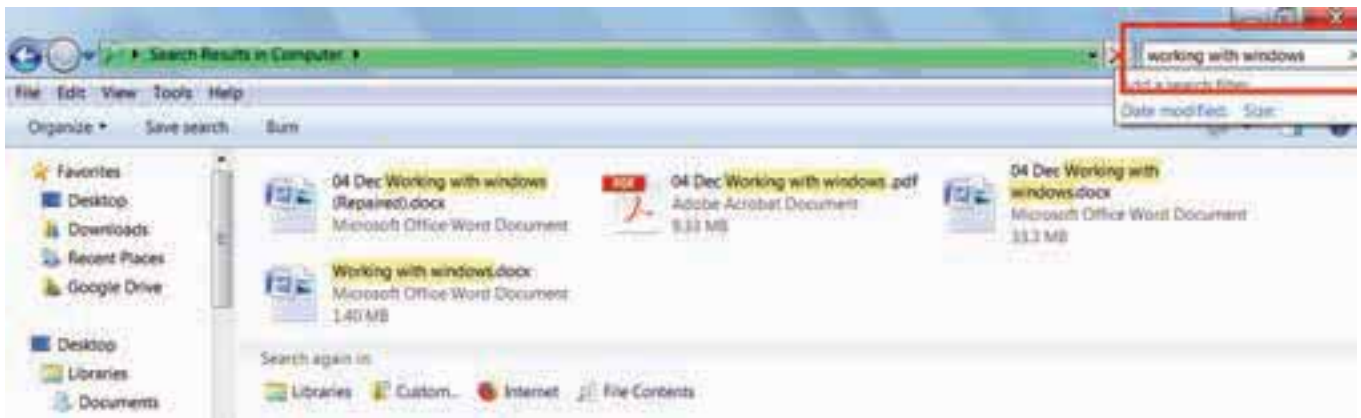 Search Results in Computer
working with windows
File Edit View Tools Help
Add a search filter
Date modified: Size:
Organize Save search Burn
Favorites
Desktop
Downloads
Recent Places
Google Drive
Desktop
Libraries
Documents
04 Dec Working with windows
(Repaired).docx
Microsoft Office Word Document
04 Dec Working with windows .pdf
Adobe Acrobat Document
9.33 MB
04 Dec Working with
windows.docx
Microsoft Office Word Document
33.3 MB
Working with windows.docx
Microsoft Office Word Document
1.40 MB
Search again in:
Libraries Custom... Internet File Contents